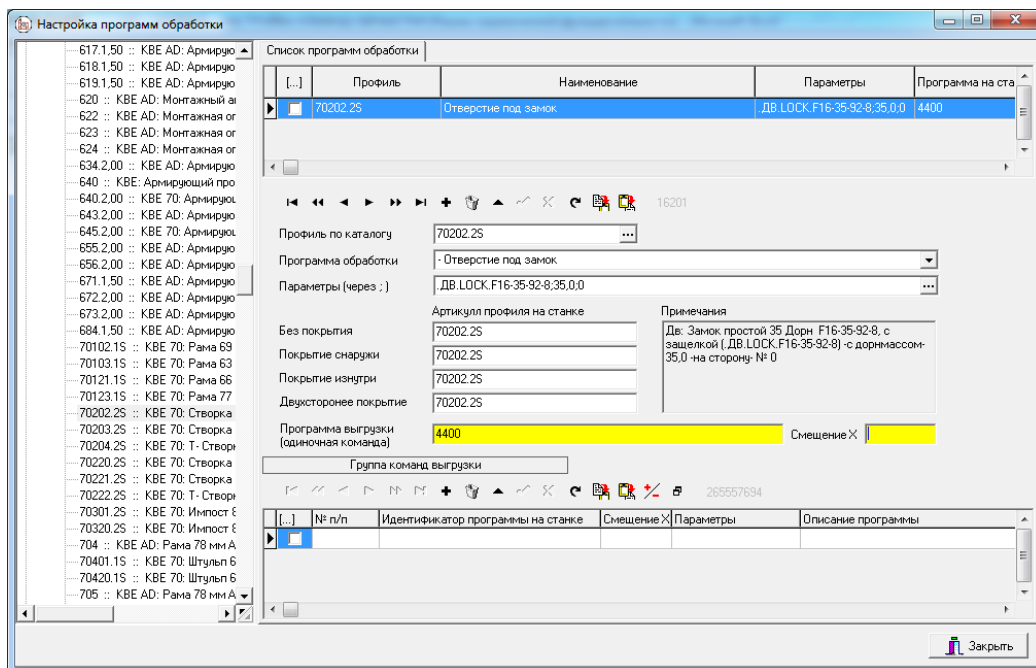 Настройка программ обработки
617.1,50 :: KBE AD: Армирую
618.1,50 :: KBE AD: Армирую
619.1,50 :: KBE AD: Армирую
620 :: KBE AD: Монтажный а
622 :: KBE AD: Монтажная ог
623 :: KBE AD: Монтажная ог
624 :: KBE AD: Монтажная ог
634.2,00 :: KBE AD: Армирую
640 :: KBE: Армирующий про
640.2,00 :: KBE 70: Армирующ
643.2,00 :: KBE AD: Армирую
645.2,00 :: KBE 70: Армирующ
655.2,00 :: KBE AD: Армирую
656.2,00 :: KBE AD: Армирую
671.1,50 :: KBE AD: Армирую
672.2,00 :: KBE AD: Армирую
673.2,00 :: KBE AD: Армирую
684.1,50 :: KBE AD: Армирую
70102.1S :: KBE 70: Рама 69
70103.1S :: KBE 70: Рама 63
70121.1S :: KBE 70: Рама 66
70123.1S :: KBE 70: Рама 77
70202.2S :: KBE 70: Створка
70203.2S :: KBE 70: Створка
70204.2S :: KBE 70: Т- Створк
70220.2S :: KBE 70: Створка
70221.2S :: KBE 70: Створка
70222.2S :: KBE 70: Т- Створк
70301.2S :: KBE 70: Импост 8
70320.2S :: KBE 70: Импост 8
704 :: KBE AD: Рама 78 мм А
70401.1S :: KBE 70: Штульп 6
70420.1S :: KBE 70: Штульп 6
705 :: KBE AD: Рама 78 мм А
Список программ обработки
[...] Профиль Наименование Параметры Программа на ста
70202.2S Отверстие под замок .ДВ.LOCK.F16-35-92-8;35,0;0 4400
16201
Профиль по каталогу 70202.2S ...
Программа обработки - Отверстие под замок
Параметры (через ; ) .ДВ.LOCK.F16-35-92-8;35,0;0 ...
Артикулл профиля на станке Примечания
Без покрытия 70202.2S
Покрытие снаружи 70202.2S
Покрытие изнутри 70202.2S
Двухсторонее покрытие 70202.2S
Дв: Замок простой 35 Дорн F16-35-92-8, с
защелкой (.ДВ.LOCK.F16-35-92-8) -с дорнмассом-
35,0 -на сторону- № 0
Программа выгрузки
(одиночная команда) 4400 Смещение X
Группа команд выгрузки
265557694
[...] № п/п Идентификатор программы на станке Смещение X Параметры Описание программы
Закрыть